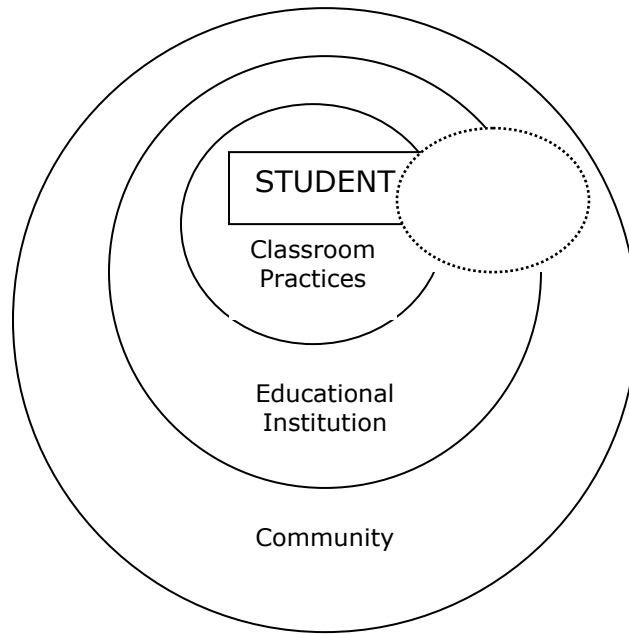 STUDENT
Classroom
Practices
Educational
Institution
Community